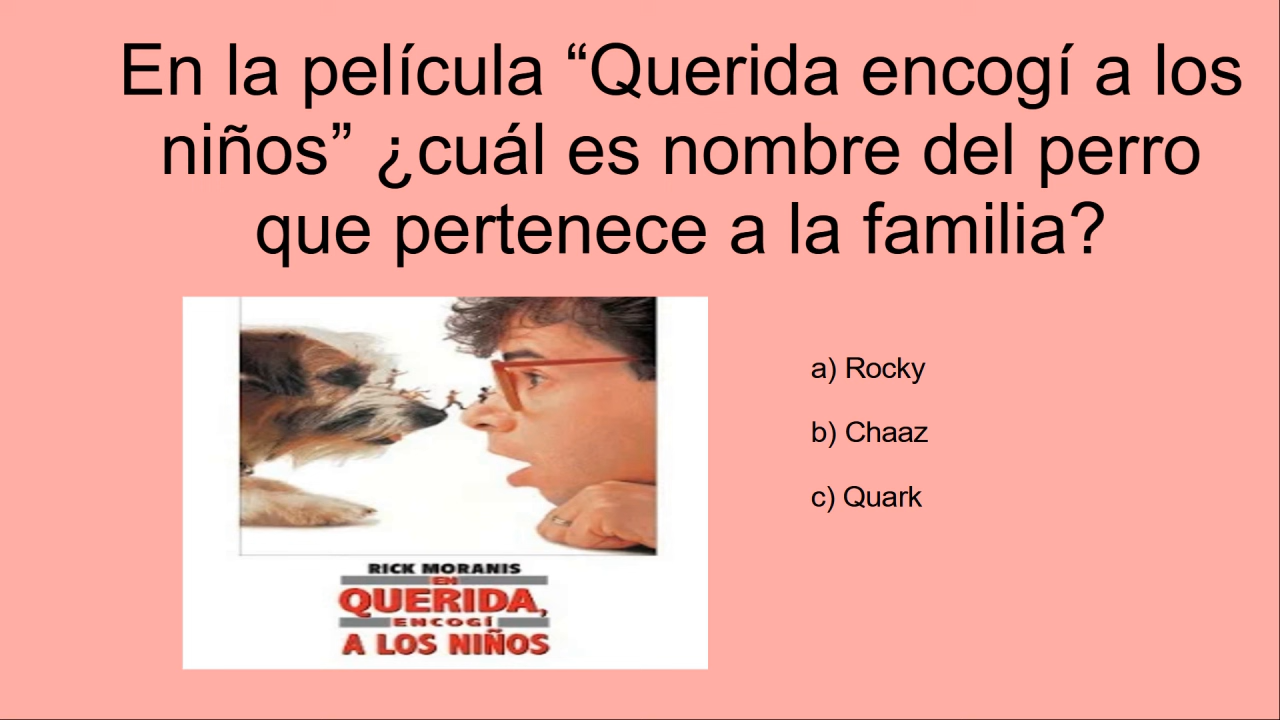 En la película “Querida encogí a los
niños” ¿cuál es nombre del perro
que pertenece a la familia?
a) Rocky
b) Chaaz
c) Quark
RICK MORANIS
EN
QUERIDA,
ENCOGÍ
A LOS NIÑOS